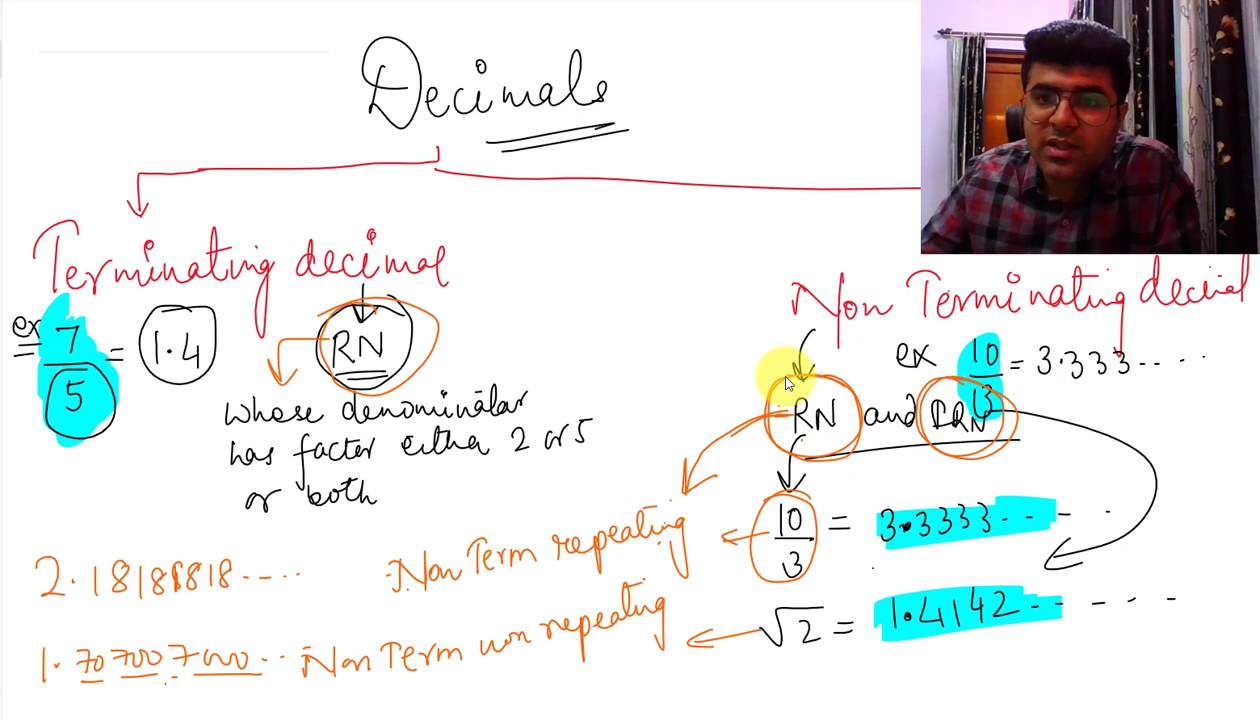 Decimals
Terminating decimal
ex 7/5 = 1.4
RN
whose denominator
has factor either 2 or 5
or both
Non Terminating decimal
ex 10/3 = 3.333....
RN and IRN
10/3 = 3.3333.....
√2 = 1.4142.....
2.18181818.... Non Term repeating
1.707007000... Non Term non repeating